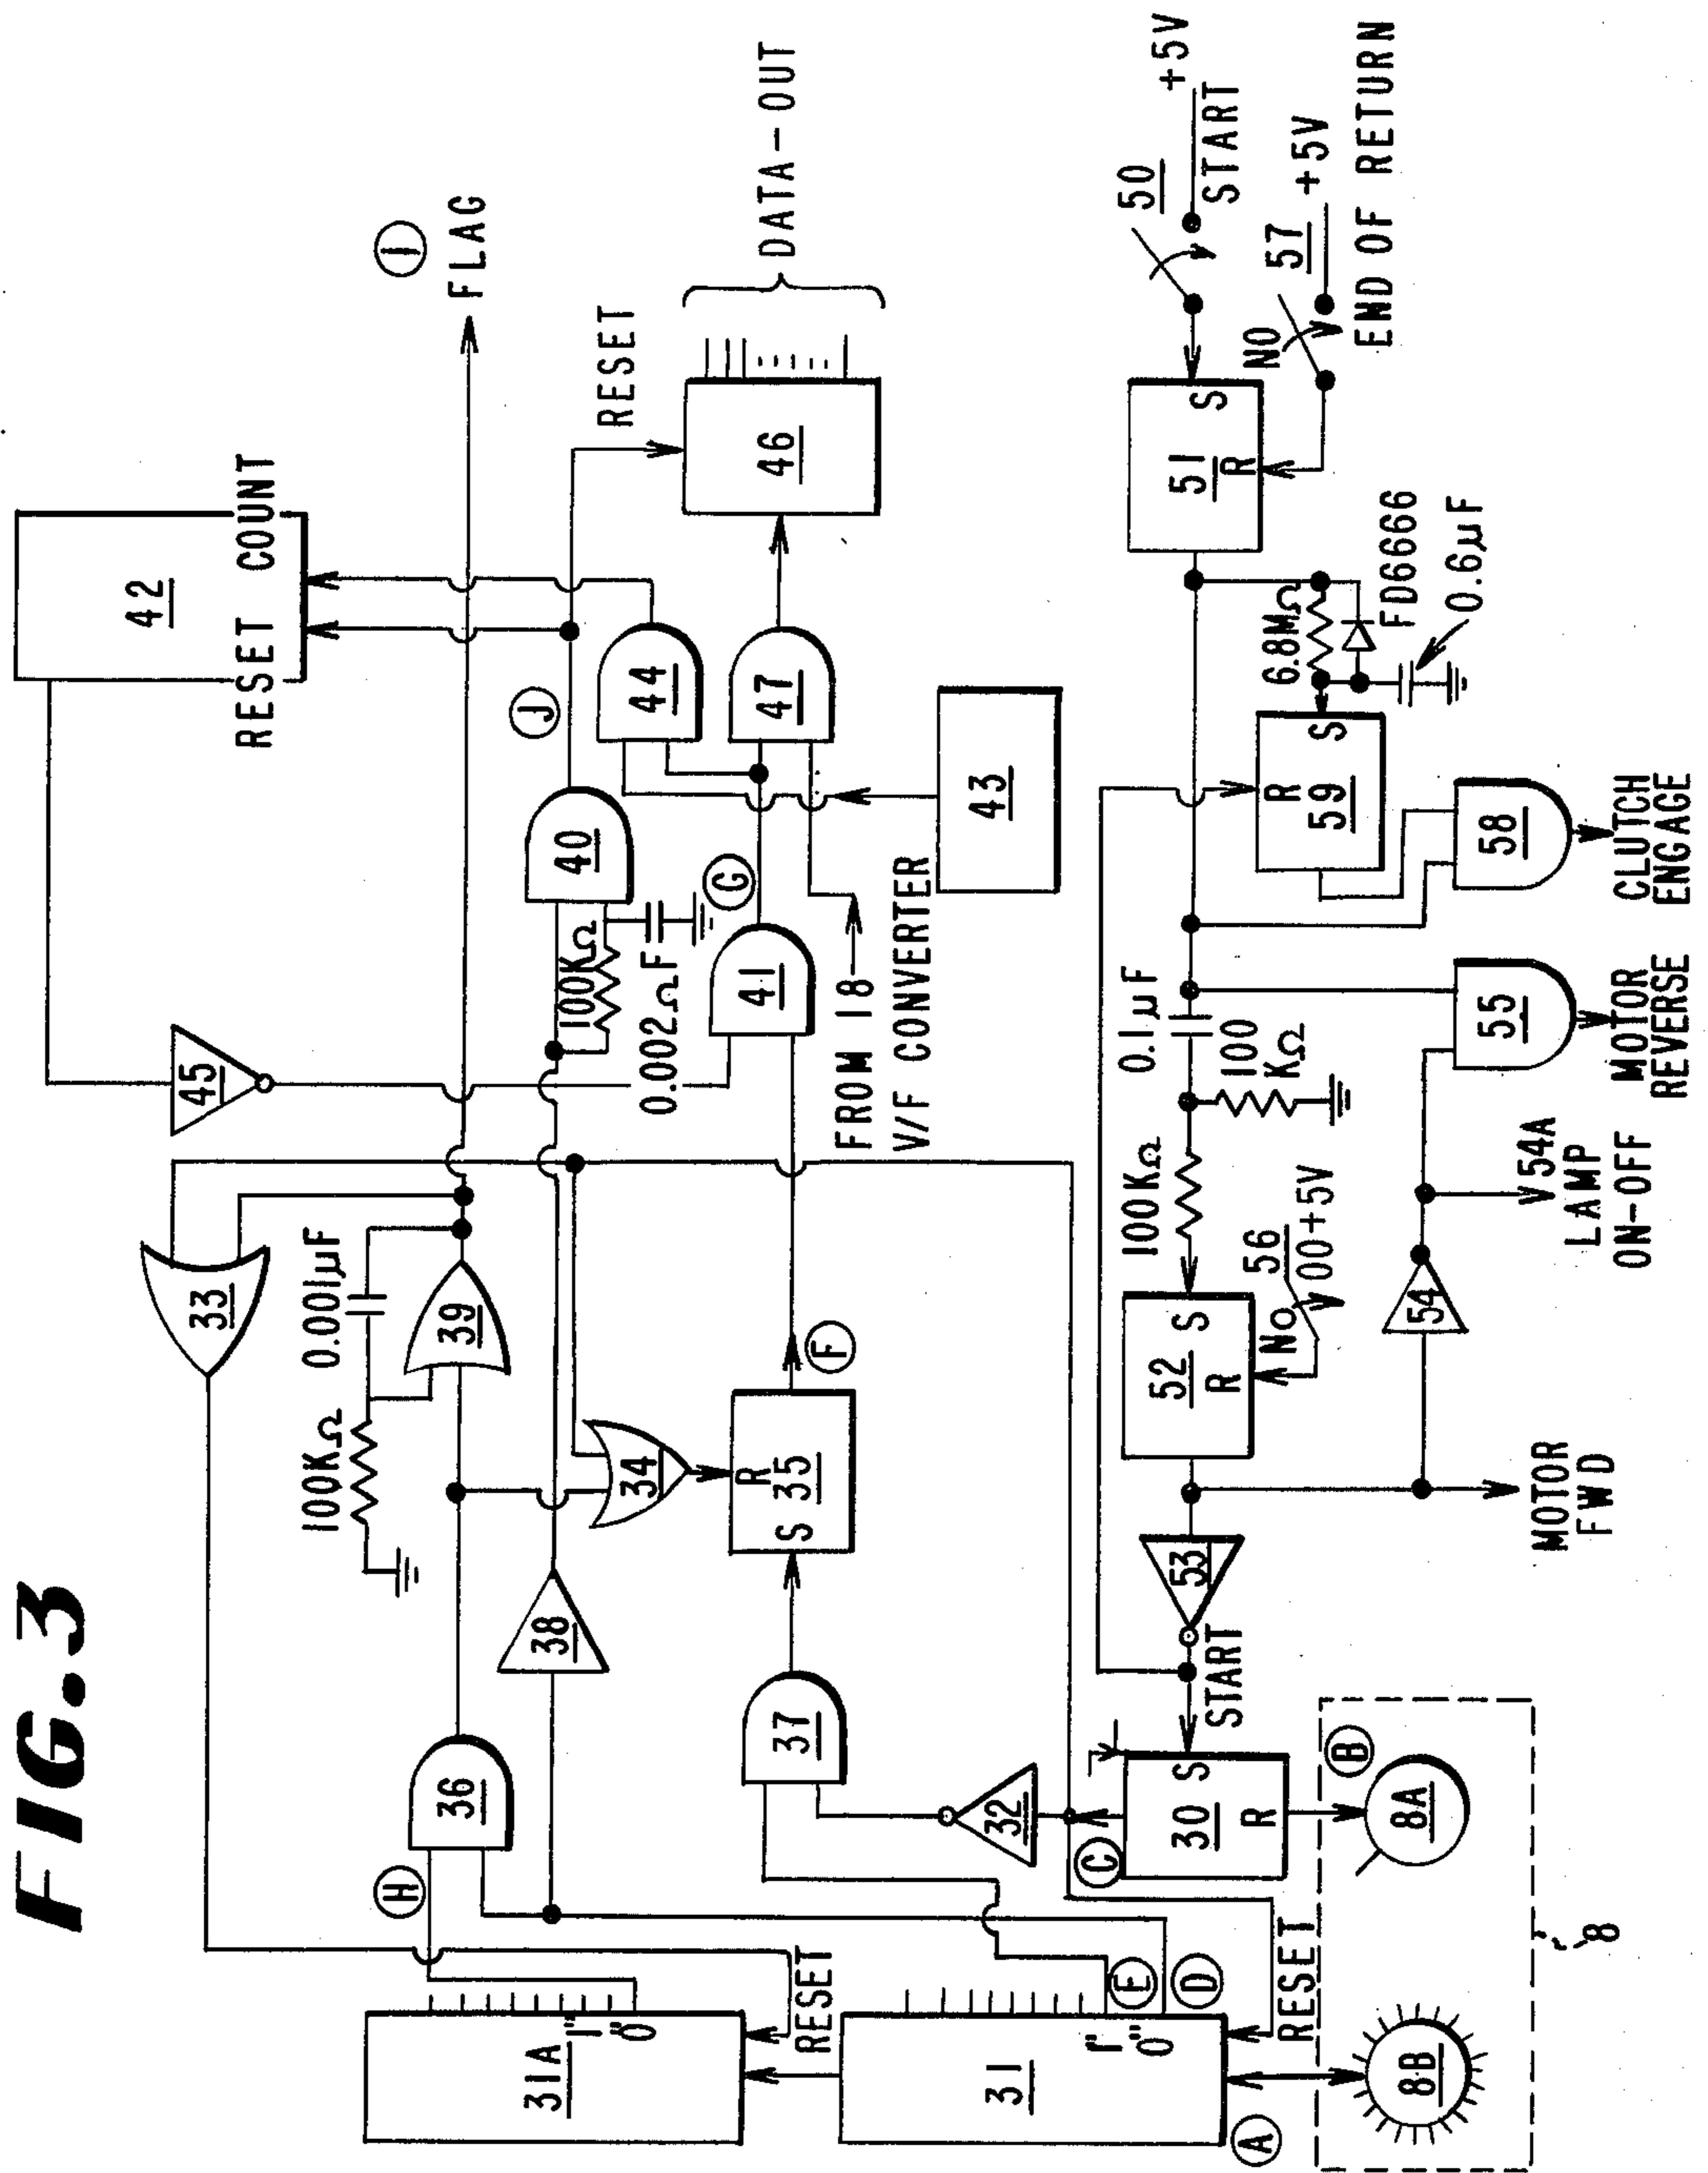 FIG.3
42
RESET COUNT
I
FLAG
45
33
0.001µF
100KΩ
39
J
RESET
40
100KΩ
0.002ΩF
44
46
DATA-OUT
47
G
41
43
FROM 18
V/F CONVERTER
H
36
38
34
R
S 35
F
37
32
C
31A
1"
0"
RESET
31
1'
0"
E
D
RESET
A
8B
8A
B
8
S
30
R
START
53
52
S
R
NO
56
00+5V
100KΩ
0.1µF
100
KΩ
51
S
R
50
START
+5V
NO
57
+5V
END OF RETURN
6.8MΩ
FD6666
0.6µF
R
59
S
58
CLUTCH
ENGAGE
55
MOTOR
REVERSE
54
54A
LAMP
ON-OFF
MOTOR
FWD